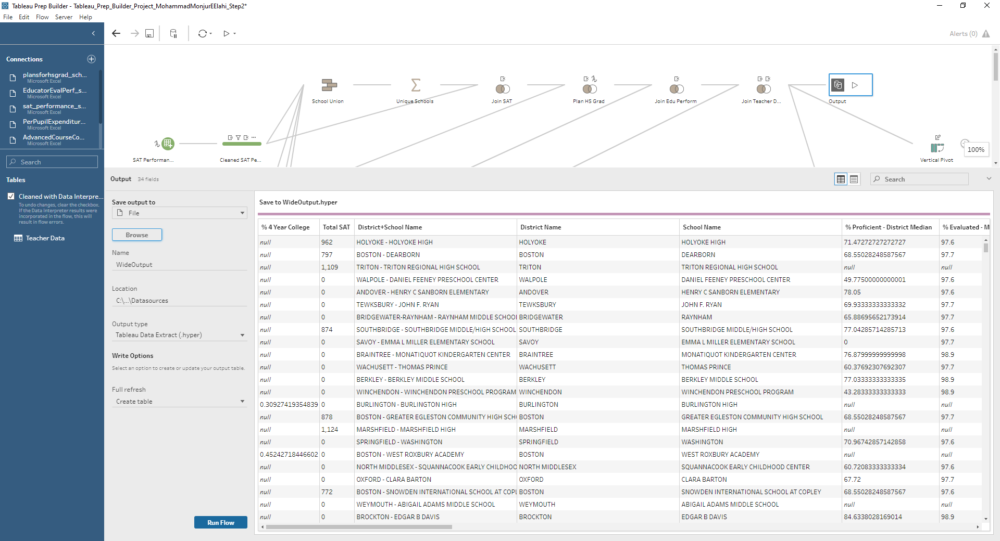 Tableau Prep Builder - Tableau_Prep_Builder_Project_MohammadMonjurEElahi_Step2*
File Edit Flow Server Help
Alerts (0)
Connections
plansforhsgrad_sch...
Microsoft Excel
EducatorEvalPerf_s...
Microsoft Excel
sat_performance_s...
Microsoft Excel
PerPupilExpenditur...
Microsoft Excel
AdvancedCourseCo...
Microsoft Excel
Search
Tables
Cleaned with Data Interpre...
To undo changes, clear the checkbox.
If the Data Interpreter results were
incorporated in the flow, this will
result in flow errors.
Teacher Data
School Union
Unique Schools
Join SAT
Plan HS Grad
Join Edu Perform
Join Teacher D...
Output
SAT Performan...
Cleaned SAT Pe...
Vertical Pivot
100%
Output 34 fields
Search
Save output to
File
Browse
Name
WideOutput
Location
C:\...\Datasources
Output type
Tableau Data Extract (.hyper)
Write Options
Select an option to create or update your output table.
Full refresh
Create table
Run Flow
Save to WideOutput.hyper
% 4 Year College Total SAT District+School Name District Name School Name % Proficient - District Median % Evaluated - M
null 962 HOLYOKE - HOLYOKE HIGH HOLYOKE HOLYOKE HIGH 71.47272727272727 97.6
null 797 BOSTON - DEARBORN BOSTON DEARBORN 68.55028248587567 97.7
null 1,109 TRITON - TRITON REGIONAL HIGH SCHOOL TRITON TRITON REGIONAL HIGH SCHOOL null null
null 0 WALPOLE - DANIEL FEENEY PRESCHOOL CENTER WALPOLE DANIEL FEENEY PRESCHOOL CENTER 49.77500000000001 97.6
null 0 ANDOVER - HENRY C SANBORN ELEMENTARY ANDOVER HENRY C SANBORN ELEMENTARY 78.05 97.6
null 0 TEWKSBURY - JOHN F. RYAN TEWKSBURY JOHN F. RYAN 69.93333333333332 97.7
null 0 BRIDGEWATER-RAYNHAM - RAYNHAM MIDDLE SCHOOL BRIDGEWATER RAYNHAM 65.88695652173914 97.7
null 874 SOUTHBRIDGE - SOUTHBRIDGE MIDDLE/HIGH SCHOOL SOUTHBRIDGE SOUTHBRIDGE MIDDLE/HIGH SCHOOL 77.04285714285713 97.6
null 0 SAVOY - EMMA L MILLER ELEMENTARY SCHOOL SAVOY EMMA L MILLER ELEMENTARY SCHOOL 0 97.7
null 0 BRAINTREE - MONATIQUOT KINDERGARTEN CENTER BRAINTREE MONATIQUOT KINDERGARTEN CENTER 76.87999999999998 98.9
null 0 WACHUSETT - THOMAS PRINCE WACHUSETT THOMAS PRINCE 60.37692307692307 97.7
null 0 BERKLEY - BERKLEY MIDDLE SCHOOL BERKLEY BERKLEY MIDDLE SCHOOL 77.03333333333335 98.9
null 0 WINCHENDON - WINCHENDON PRESCHOOL PROGRAM WINCHENDON WINCHENDON PRESCHOOL PROGRAM 43.28333333333333 98.9
0.30927419354839 0 BURLINGTON - BURLINGTON HIGH BURLINGTON BURLINGTON HIGH null null
null 878 BOSTON - GREATER EGLESTON COMMUNITY HIGH SCH BOSTON GREATER EGLESTON COMMUNITY HIGH SCHOOL 68.55028248587567 97.7
null 1,124 MARSHFIELD - MARSHFIELD HIGH MARSHFIELD MARSHFIELD HIGH null null
null 0 SPRINGFIELD - WASHINGTON SPRINGFIELD WASHINGTON 70.96742857142858 97.6
0.45242718446602 0 BOSTON - WEST ROXBURY ACADEMY BOSTON WEST ROXBURY ACADEMY null null
null 0 NORTH MIDDLESEX - SQUANNACOOK EARLY CHILDHOO NORTH MIDDLESEX SQUANNACOOK EARLY CHILDHOOD CENTER 60.72083333333334 97.6
null 0 OXFORD - CLARA BARTON OXFORD CLARA BARTON 67.72 97.7
null 772 BOSTON - SNOWDEN INTERNATIONAL SCHOOL AT COPL BOSTON SNOWDEN INTERNATIONAL SCHOOL AT COPLEY 68.55028248587567 97.6
null 0 WEYMOUTH - ABIGAIL ADAMS MIDDLE SCHOOL WEYMOUTH ABIGAIL ADAMS MIDDLE SCHOOL null null
null 0 BROCKTON - EDGAR B DAVIS BROCKTON EDGAR B DAVIS 84.6338028169014 98.9